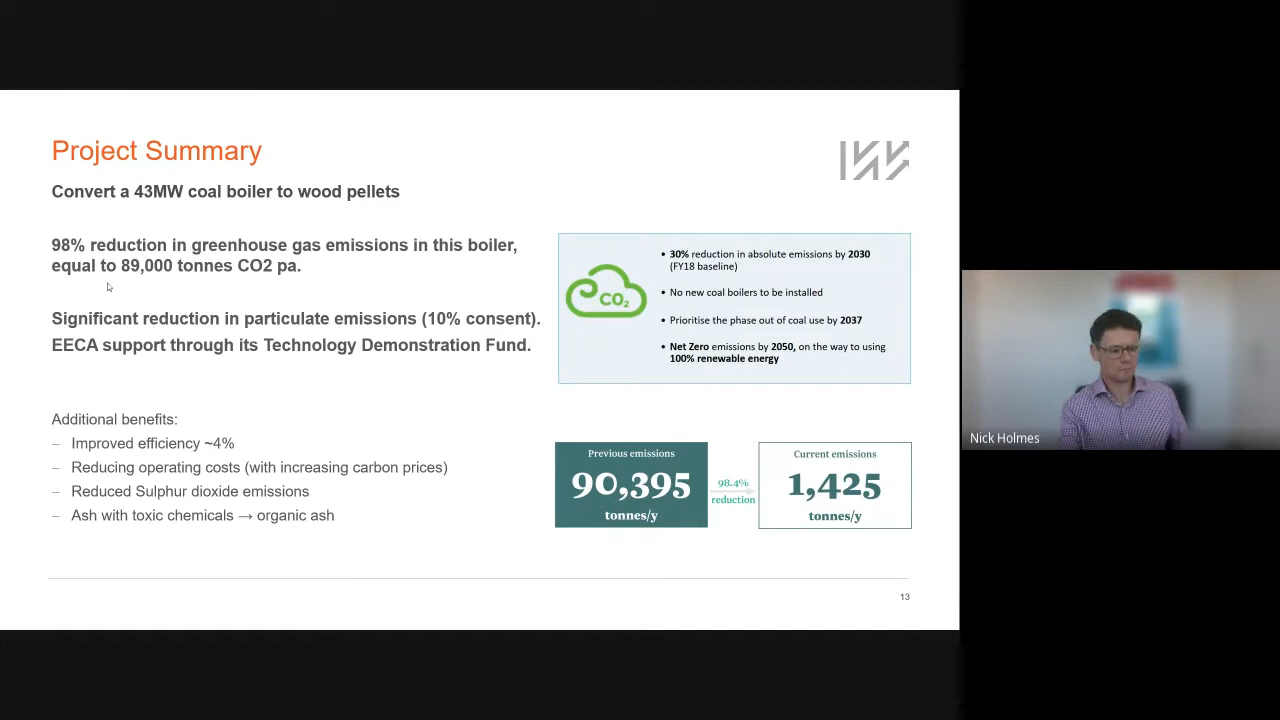 Project Summary
Convert a 43MW coal boiler to wood pellets
98% reduction in greenhouse gas emissions in this boiler,
equal to 89,000 tonnes CO2 pa.
Significant reduction in particulate emissions (10% consent).
EECA support through its Technology Demonstration Fund.
Additional benefits:
– Improved efficiency ~4%
– Reducing operating costs (with increasing carbon prices)
– Reduced Sulphur dioxide emissions
– Ash with toxic chemicals → organic ash
CO₂
• 30% reduction in absolute emissions by 2030
(FY18 baseline)
• No new coal boilers to be installed
• Prioritise the phase out of coal use by 2037
• Net Zero emissions by 2050, on the way to using
100% renewable energy
Previous emissions
90,395
tonnes/y
98.4%
reduction
Current emissions
1,425
tonnes/y
13
Nick Holmes